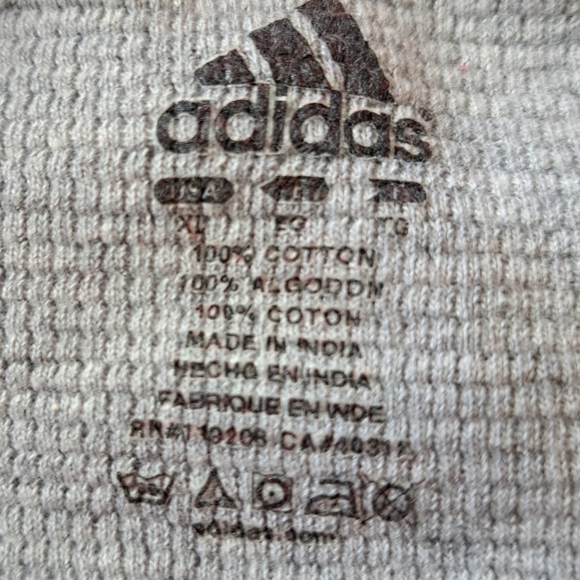 adidas
USA
XL EG TG
100% COTTON
100% ALGODON
100% COTON
MADE IN INDIA
HECHO EN INDIA
FABRIQUE EN INDE
adidas.com